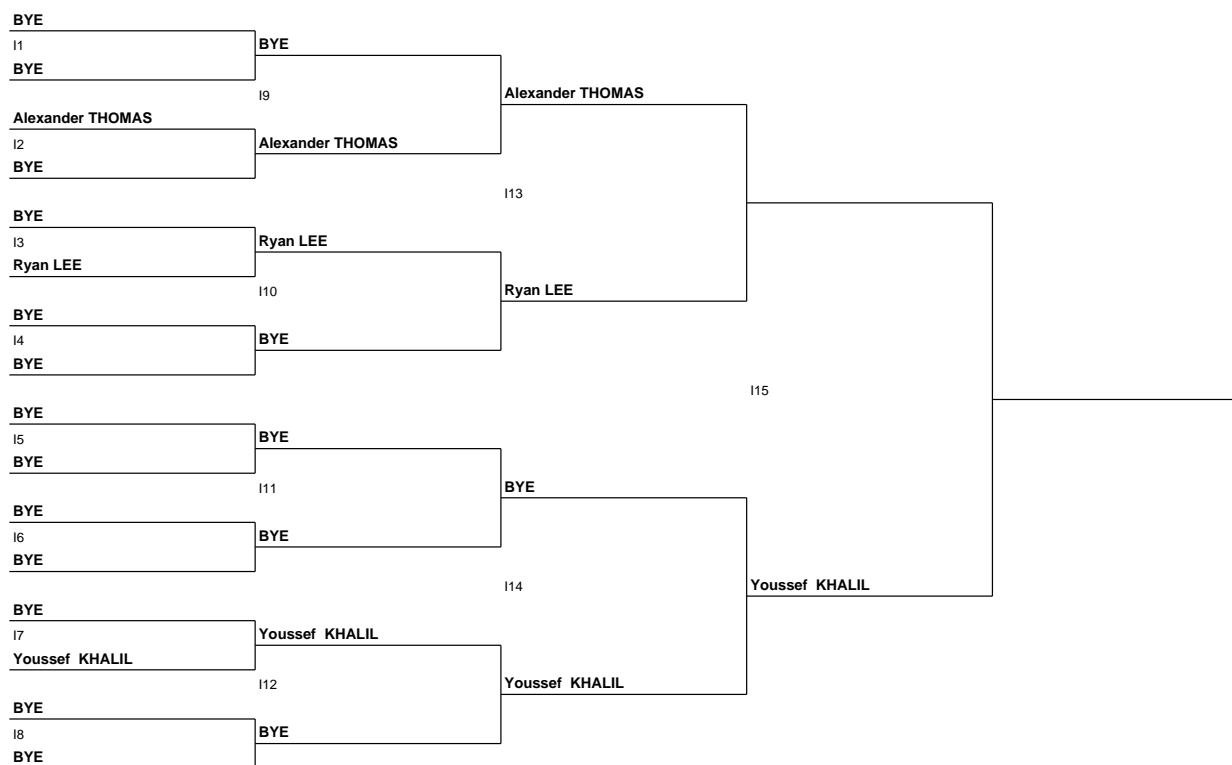 BYE
I1
BYE
BYE
I9
Alexander THOMAS
Alexander THOMAS
I2
Alexander THOMAS
BYE
I13
BYE
I3
Ryan LEE
Ryan LEE
I10
Ryan LEE
BYE
I4
BYE
BYE
I15
BYE
I5
BYE
BYE
I11
BYE
BYE
I6
BYE
BYE
I14
Youssef KHALIL
BYE
I7
Youssef KHALIL
Youssef KHALIL
I12
Youssef KHALIL
BYE
I8
BYE
BYE